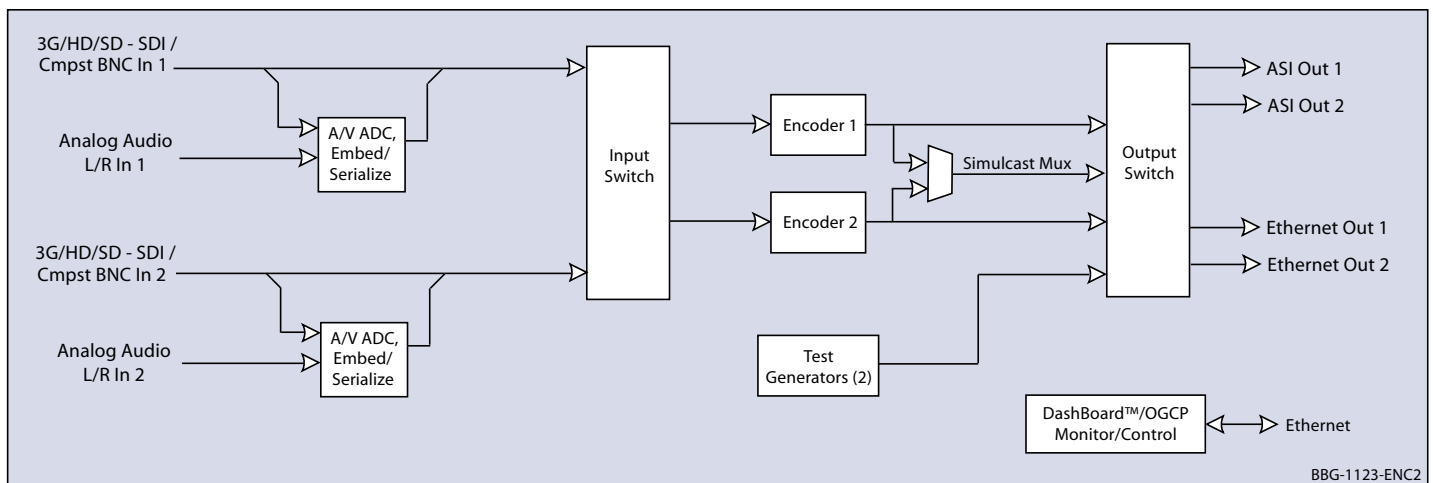 3G/HD/SD - SDI /
Cmpst BNC In 1
Analog Audio
L/R In 1
A/V ADC,
Embed/
Serialize
3G/HD/SD - SDI /
Cmpst BNC In 2
Analog Audio
L/R In 2
A/V ADC,
Embed/
Serialize
Input
Switch
Encoder 1
Encoder 2
Simulcast Mux
Test
Generators (2)
Output
Switch
ASI Out 1
ASI Out 2
Ethernet Out 1
Ethernet Out 2
DashBoard™/OGCP
Monitor/Control
Ethernet
BBG-1123-ENC2